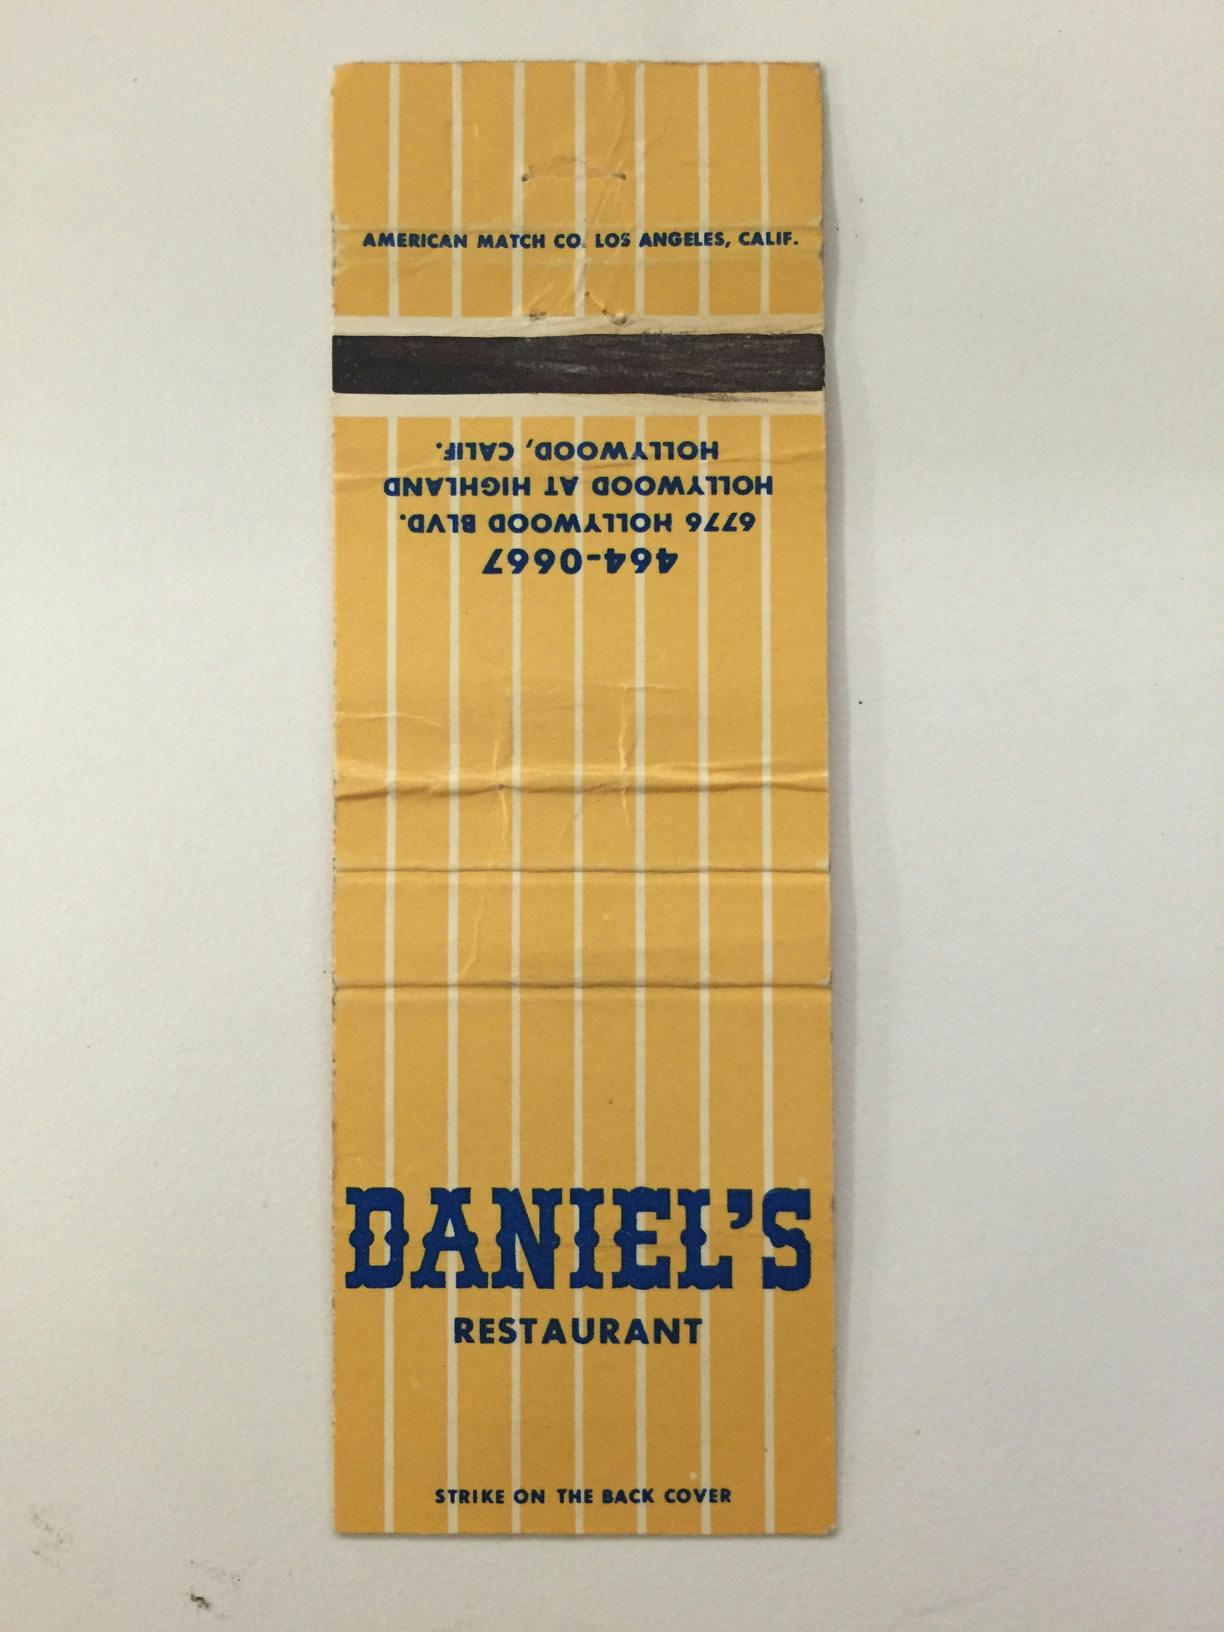 AMERICAN MATCH CO. LOS ANGELES, CALIF.
464-0667
6776 HOLLYWOOD BLVD.
HOLLYWOOD AT HIGHLAND
HOLLYWOOD, CALIF.
DANIEL'S
RESTAURANT
STRIKE ON THE BACK COVER